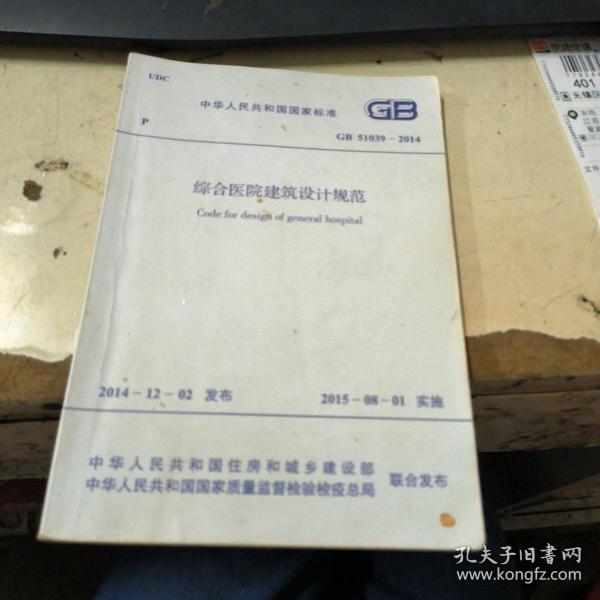 UDC
中华人民共和国国家标准
GB
P
GB 51039-2014
综合医院建筑设计规范
Code for design of general hospital
2014-12-02 发布
2015-08-01 实施
中华人民共和国住房和城乡建设部
中华人民共和国国家质量监督检验检疫总局
联合发布
401
孔夫子旧书网
www.kongfz.com